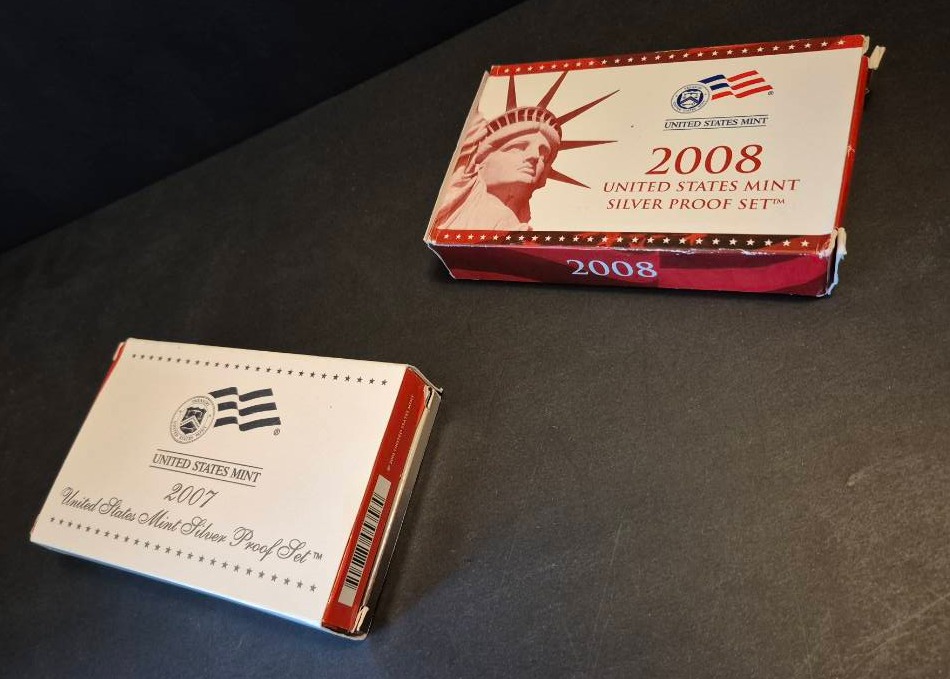 UNITED STATES MINT
2008
UNITED STATES MINT
SILVER PROOF SET™
2008
®
UNITED STATES MINT
2007
United States Mint Silver Proof Set™
®